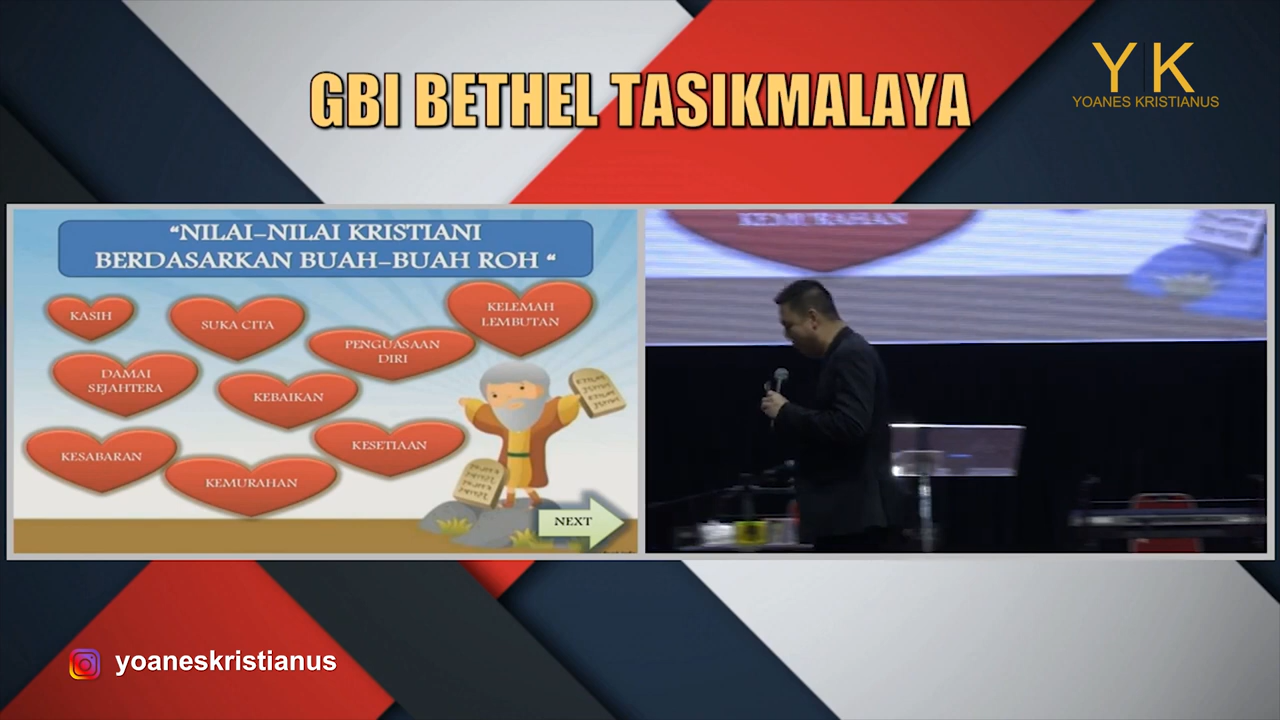 GBI BETHEL TASIKMALAYA
Y K
YOANES KRISTIANUS
“NILAI-NILAI KRISTIANI
BERDASARKAN BUAH-BUAH ROH “
KASIH
SUKA CITA
KELEMAH
LEMBUTAN
PENGUASAAN
DIRI
DAMAI
SEJAHTERA
KEBAIKAN
KESABARAN
KESETIAAN
KEMURAHAN
NEXT
KEMURAHAN
yoaneskristianus